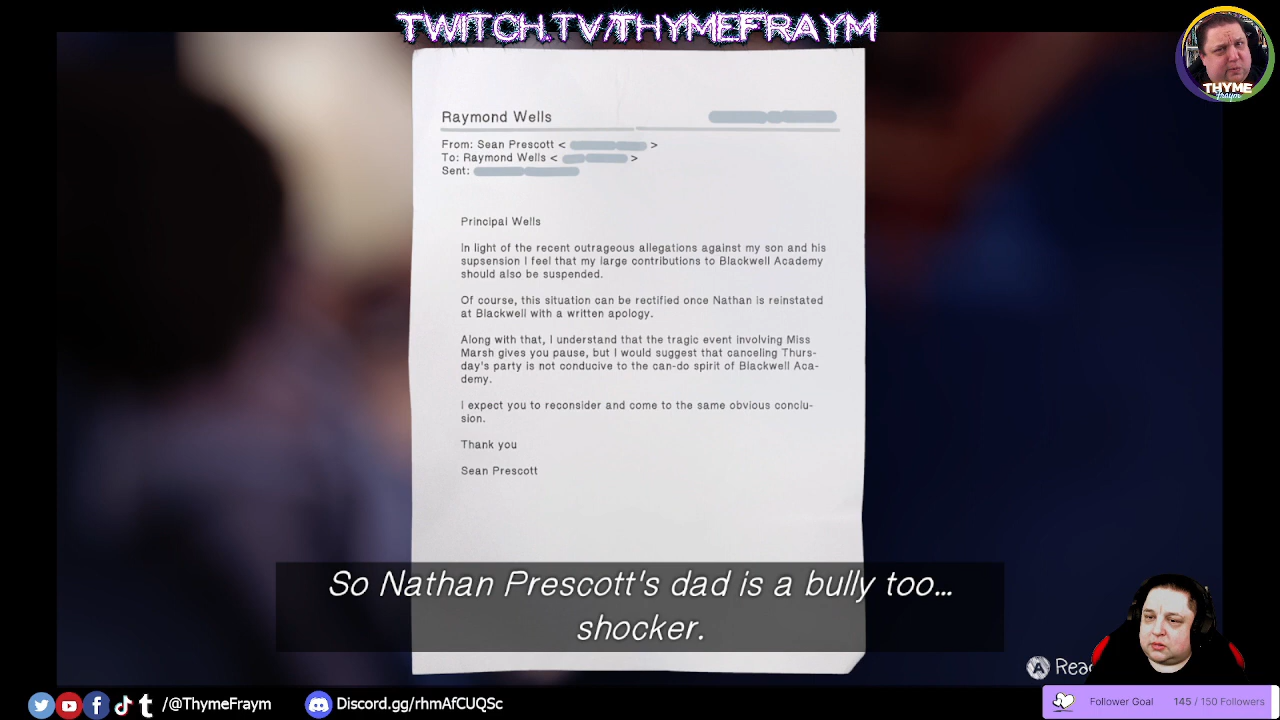 TWITCH.TV/THYMEFRAYM
THYME
fraym
Raymond Wells
From: Sean Prescott < >
To: Raymond Wells < >
Sent:
Principal Wells
In light of the recent outrageous allegations against my son and his
supsension I feel that my large contributions to Blackwell Academy
should also be suspended.
Of course, this situation can be rectified once Nathan is reinstated
at Blackwell with a written apology.
Along with that, I understand that the tragic event involving Miss
Marsh gives you pause, but I would suggest that canceling Thurs-
day's party is not conducive to the can-do spirit of Blackwell Aca-
demy.
I expect you to reconsider and come to the same obvious conclu-
sion.
Thank you
Sean Prescott
So Nathan Prescott's dad is a bully too...
shocker.
A
/@ThymeFraym
Discord.gg/rhmAfCUQSc
Follower Goal 145 / 150 Followers